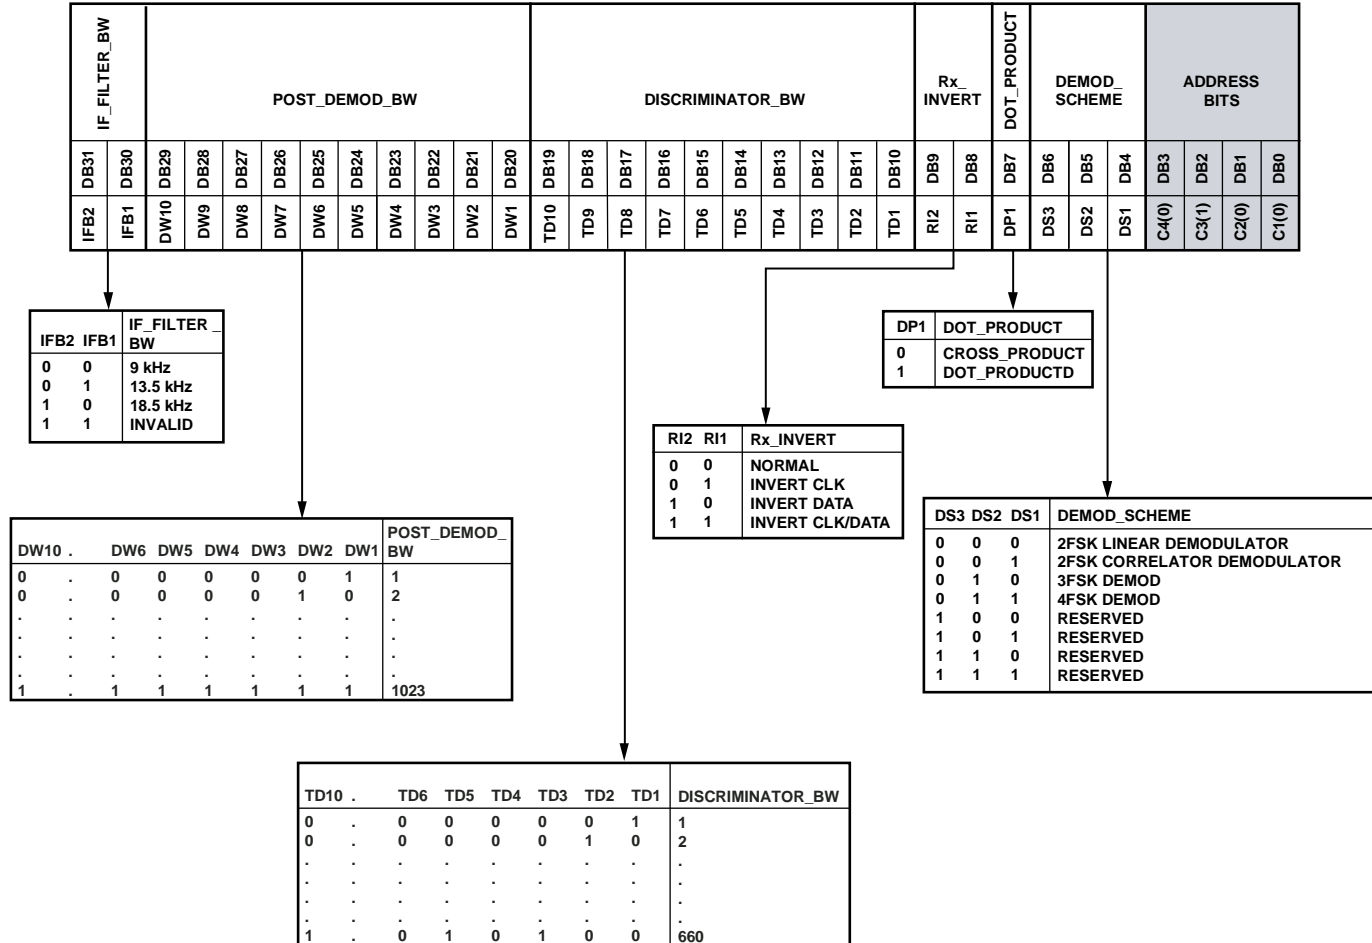 IF_FILTER_BW
POST_DEMOD_BW
DISCRIMINATOR_BW
Rx_
INVERT
DOT_PRODUCT
DEMOD_
SCHEME
ADDRESS
BITS
DB31 DB30 DB29 DB28 DB27 DB26 DB25 DB24 DB23 DB22 DB21 DB20 DB19 DB18 DB17 DB16 DB15 DB14 DB13 DB12 DB11 DB10 DB9 DB8 DB7 DB6 DB5 DB4 DB3 DB2 DB1 DB0
IFB2 IFB1 DW10 DW9 DW8 DW7 DW6 DW5 DW4 DW3 DW2 DW1 TD10 TD9 TD8 TD7 TD6 TD5 TD4 TD3 TD2 TD1 RI2 RI1 DP1 DS3 DS2 DS1 C4(0) C3(1) C2(0) C1(0)
IFB2 IFB1 IF_FILTER _
BW
0 0 9 kHz
0 1 13.5 kHz
1 0 18.5 kHz
1 1 INVALID
DP1 DOT_PRODUCT
0 CROSS_PRODUCT
1 DOT_PRODUCTD
RI2 RI1 Rx_INVERT
0 0 NORMAL
0 1 INVERT CLK
1 0 INVERT DATA
1 1 INVERT CLK/DATA
DS3 DS2 DS1 DEMOD_SCHEME
0 0 0 2FSK LINEAR DEMODULATOR
0 0 1 2FSK CORRELATOR DEMODULATOR
0 1 0 3FSK DEMOD
0 1 1 4FSK DEMOD
1 0 0 RESERVED
1 0 1 RESERVED
1 1 0 RESERVED
1 1 1 RESERVED
DW10 . DW6 DW5 DW4 DW3 DW2 DW1 POST_DEMOD_
BW
0 . 0 0 0 0 0 1 1
0 . 0 0 0 0 1 0 2
. . . . . . . . .
. . . . . . . . .
. . . . . . . . .
. . . . . . . . .
1 . 1 1 1 1 1 1 1023
TD10 . TD6 TD5 TD4 TD3 TD2 TD1 DISCRIMINATOR_BW
0 . 0 0 0 0 0 1 1
0 . 0 0 0 0 1 0 2
. . . . . . . . .
. . . . . . . . .
. . . . . . . . .
. . . . . . . . .
1 . 0 1 0 1 0 0 660